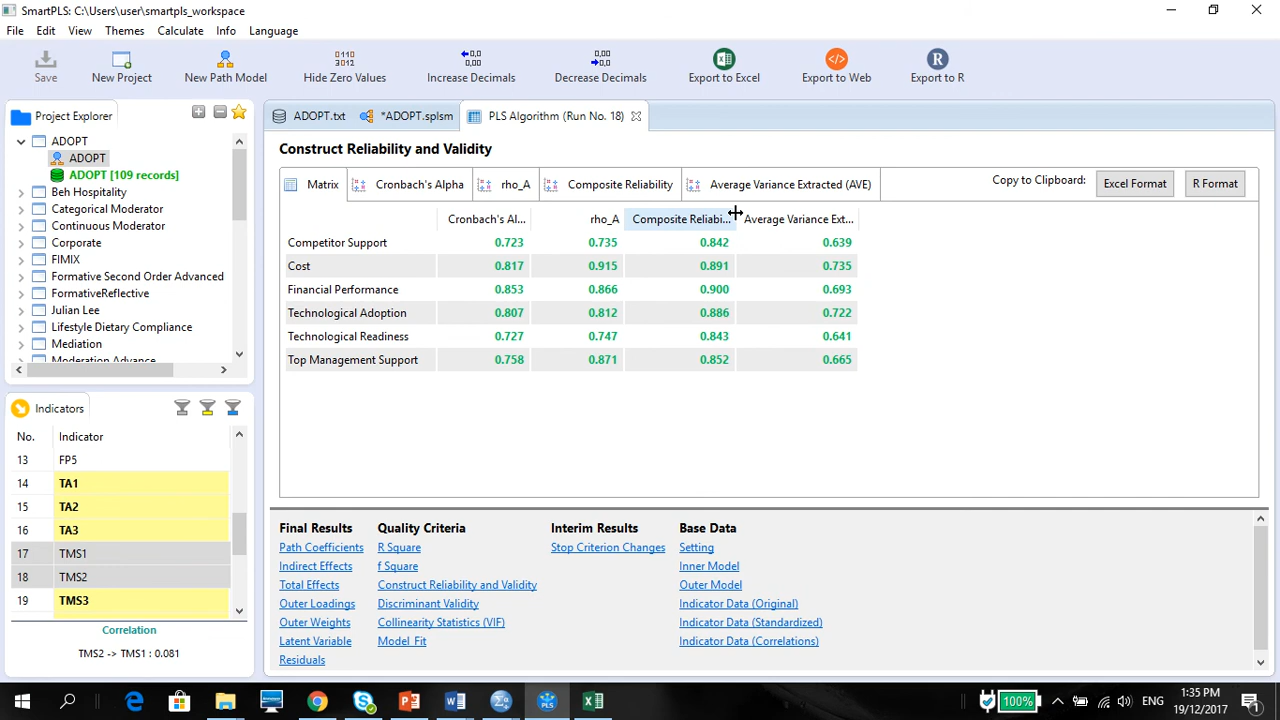 SmartPLS: C:\Users\user\smartpls_workspace
File Edit View Themes Calculate Info Language
Save New Project New Path Model Hide Zero Values Increase Decimals Decrease Decimals Export to Excel Export to Web Export to R
Project Explorer
ADOPT
ADOPT
ADOPT [109 records]
Beh Hospitality
Categorical Moderator
Continuous Moderator
Corporate
FIMIX
Formative Second Order Advanced
FormativeReflective
Julian Lee
Lifestyle Dietary Compliance
Mediation
Moderation Advance
Indicators
No. Indicator
13 FP5
14 TA1
15 TA2
16 TA3
17 TMS1
18 TMS2
19 TMS3
Correlation
TMS2 -> TMS1 : 0.081
ADOPT.txt *ADOPT.splsm PLS Algorithm (Run No. 18)
Construct Reliability and Validity
Matrix Cronbach's Alpha rho_A Composite Reliability Average Variance Extracted (AVE) Copy to Clipboard: Excel Format R Format
Cronbach's Al... rho_A Composite Reliabi... Average Variance Ext...
Competitor Support 0.723 0.735 0.842 0.639
Cost 0.817 0.915 0.891 0.735
Financial Performance 0.853 0.866 0.900 0.693
Technological Adoption 0.807 0.812 0.886 0.722
Technological Readiness 0.727 0.747 0.843 0.641
Top Management Support 0.758 0.871 0.852 0.665
Final Results Quality Criteria Interim Results Base Data
Path Coefficients R Square Stop Criterion Changes Setting
Indirect Effects f Square Inner Model
Total Effects Construct Reliability and Validity Outer Model
Outer Loadings Discriminant Validity Indicator Data (Original)
Outer Weights Collinearity Statistics (VIF) Indicator Data (Standardized)
Latent Variable Model_Fit Indicator Data (Correlations)
Residuals
100% ENG 1:35 PM
19/12/2017